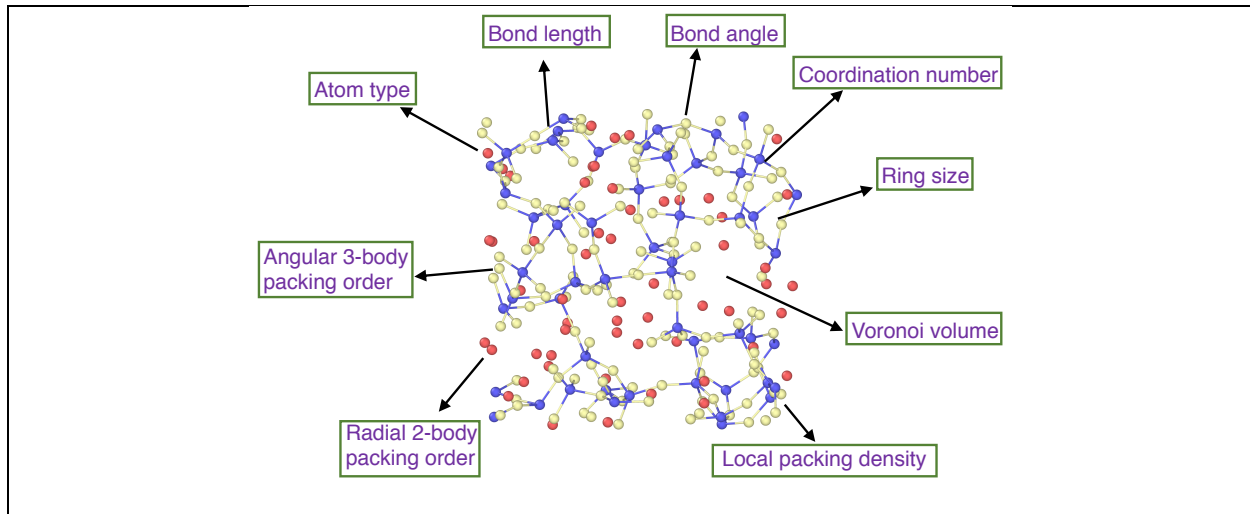 Bond length
Bond angle
Atom type
Coordination number
Ring size
Angular 3-body
packing order
Voronoi volume
Radial 2-body
packing order
Local packing density